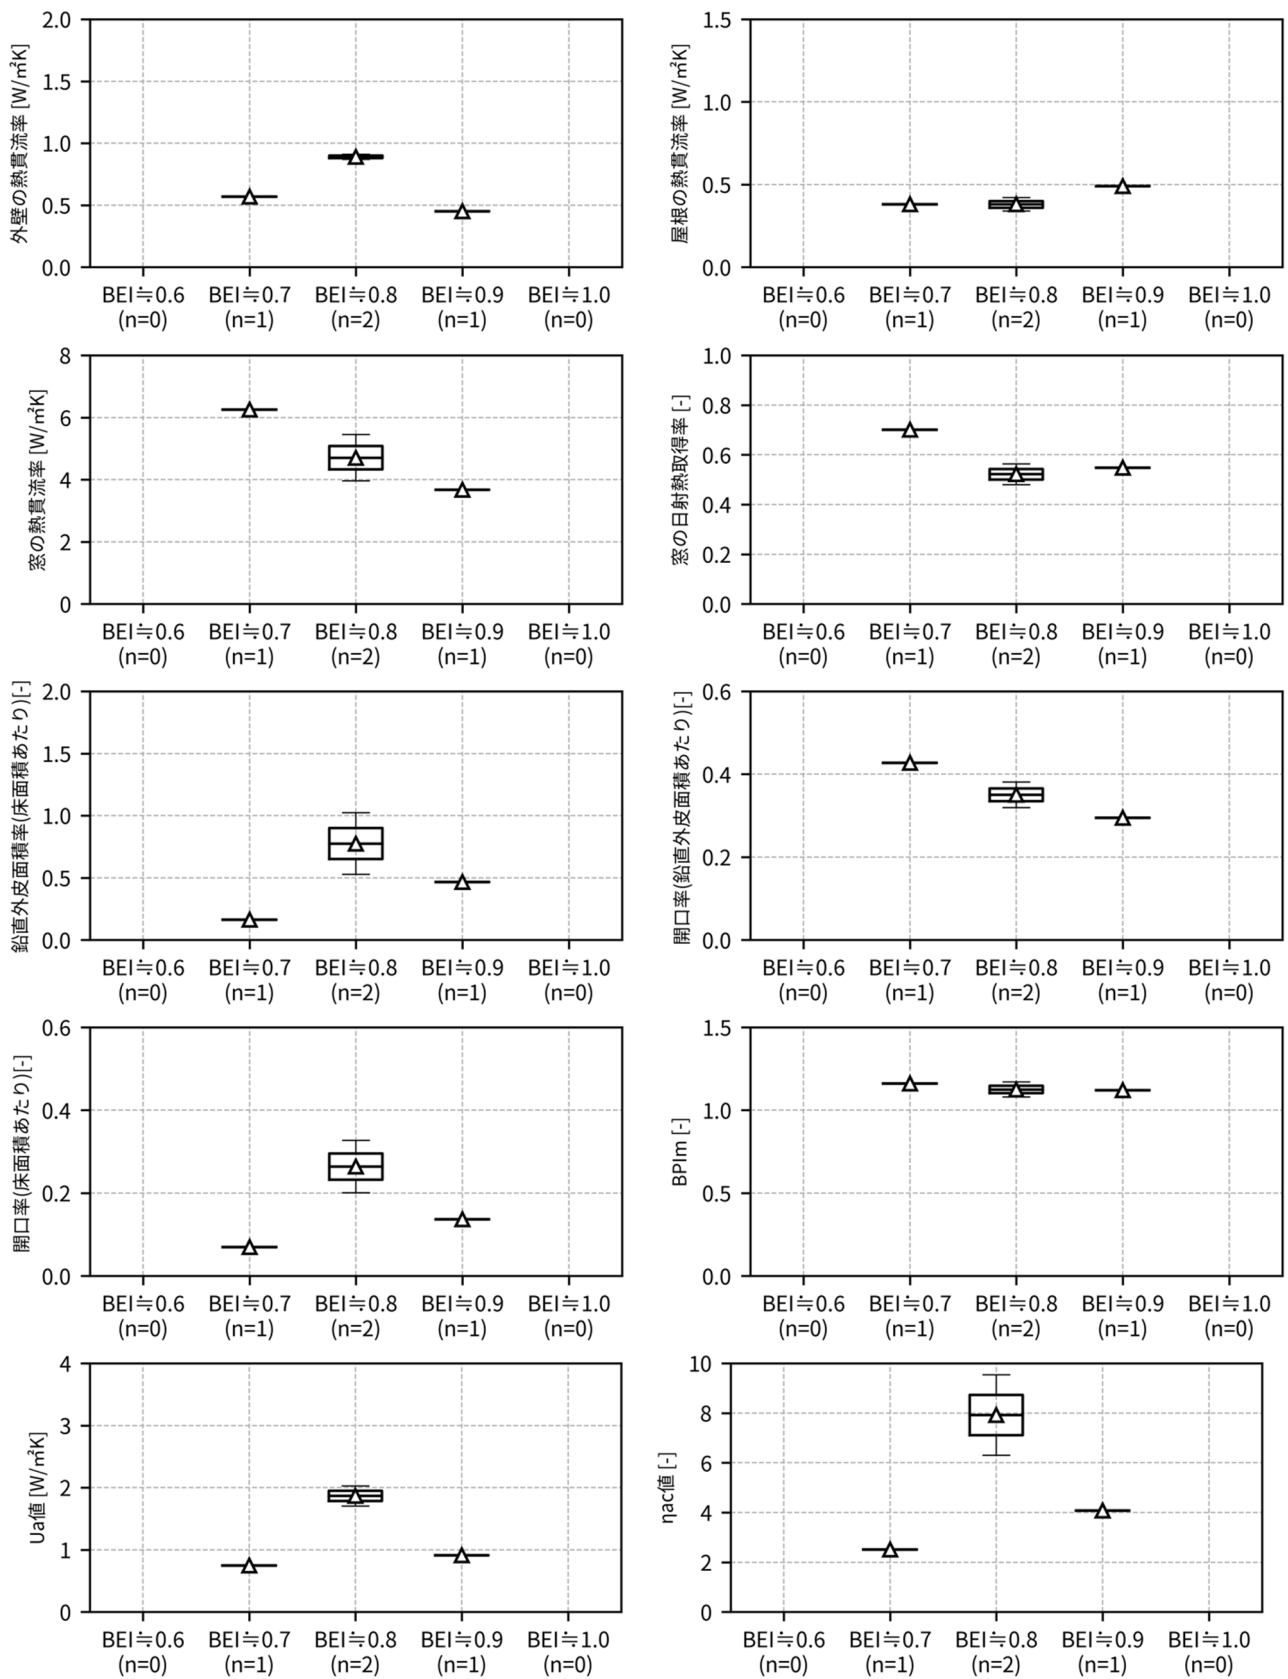 外壁の熱貫流率 [W/㎡K]
2.0
1.5
1.0
0.5
0.0
BEI≒0.6 BEI≒0.7 BEI≒0.8 BEI≒0.9 BEI≒1.0
(n=0) (n=1) (n=2) (n=1) (n=0)
屋根の熱貫流率 [W/㎡K]
1.5
1.0
0.5
0.0
BEI≒0.6 BEI≒0.7 BEI≒0.8 BEI≒0.9 BEI≒1.0
(n=0) (n=1) (n=2) (n=1) (n=0)
窓の熱貫流率 [W/㎡K]
8
6
4
2
0
BEI≒0.6 BEI≒0.7 BEI≒0.8 BEI≒0.9 BEI≒1.0
(n=0) (n=1) (n=2) (n=1) (n=0)
窓の日射熱取得率 [-]
1.0
0.8
0.6
0.4
0.2
0.0
BEI≒0.6 BEI≒0.7 BEI≒0.8 BEI≒0.9 BEI≒1.0
(n=0) (n=1) (n=2) (n=1) (n=0)
鉛直外皮面積率(床面積あたり)[-]
2.0
1.5
1.0
0.5
0.0
BEI≒0.6 BEI≒0.7 BEI≒0.8 BEI≒0.9 BEI≒1.0
(n=0) (n=1) (n=2) (n=1) (n=0)
開口率(鉛直外皮面積あたり)[-]
0.6
0.4
0.2
0.0
BEI≒0.6 BEI≒0.7 BEI≒0.8 BEI≒0.9 BEI≒1.0
(n=0) (n=1) (n=2) (n=1) (n=0)
開口率(床面積あたり)[-]
0.6
0.4
0.2
0.0
BEI≒0.6 BEI≒0.7 BEI≒0.8 BEI≒0.9 BEI≒1.0
(n=0) (n=1) (n=2) (n=1) (n=0)
BPIm [-]
1.5
1.0
0.5
0.0
BEI≒0.6 BEI≒0.7 BEI≒0.8 BEI≒0.9 BEI≒1.0
(n=0) (n=1) (n=2) (n=1) (n=0)
Ua値 [W/㎡K]
4
3
2
1
0
BEI≒0.6 BEI≒0.7 BEI≒0.8 BEI≒0.9 BEI≒1.0
(n=0) (n=1) (n=2) (n=1) (n=0)
ηac値 [-]
10
8
6
4
2
0
BEI≒0.6 BEI≒0.7 BEI≒0.8 BEI≒0.9 BEI≒1.0
(n=0) (n=1) (n=2) (n=1) (n=0)